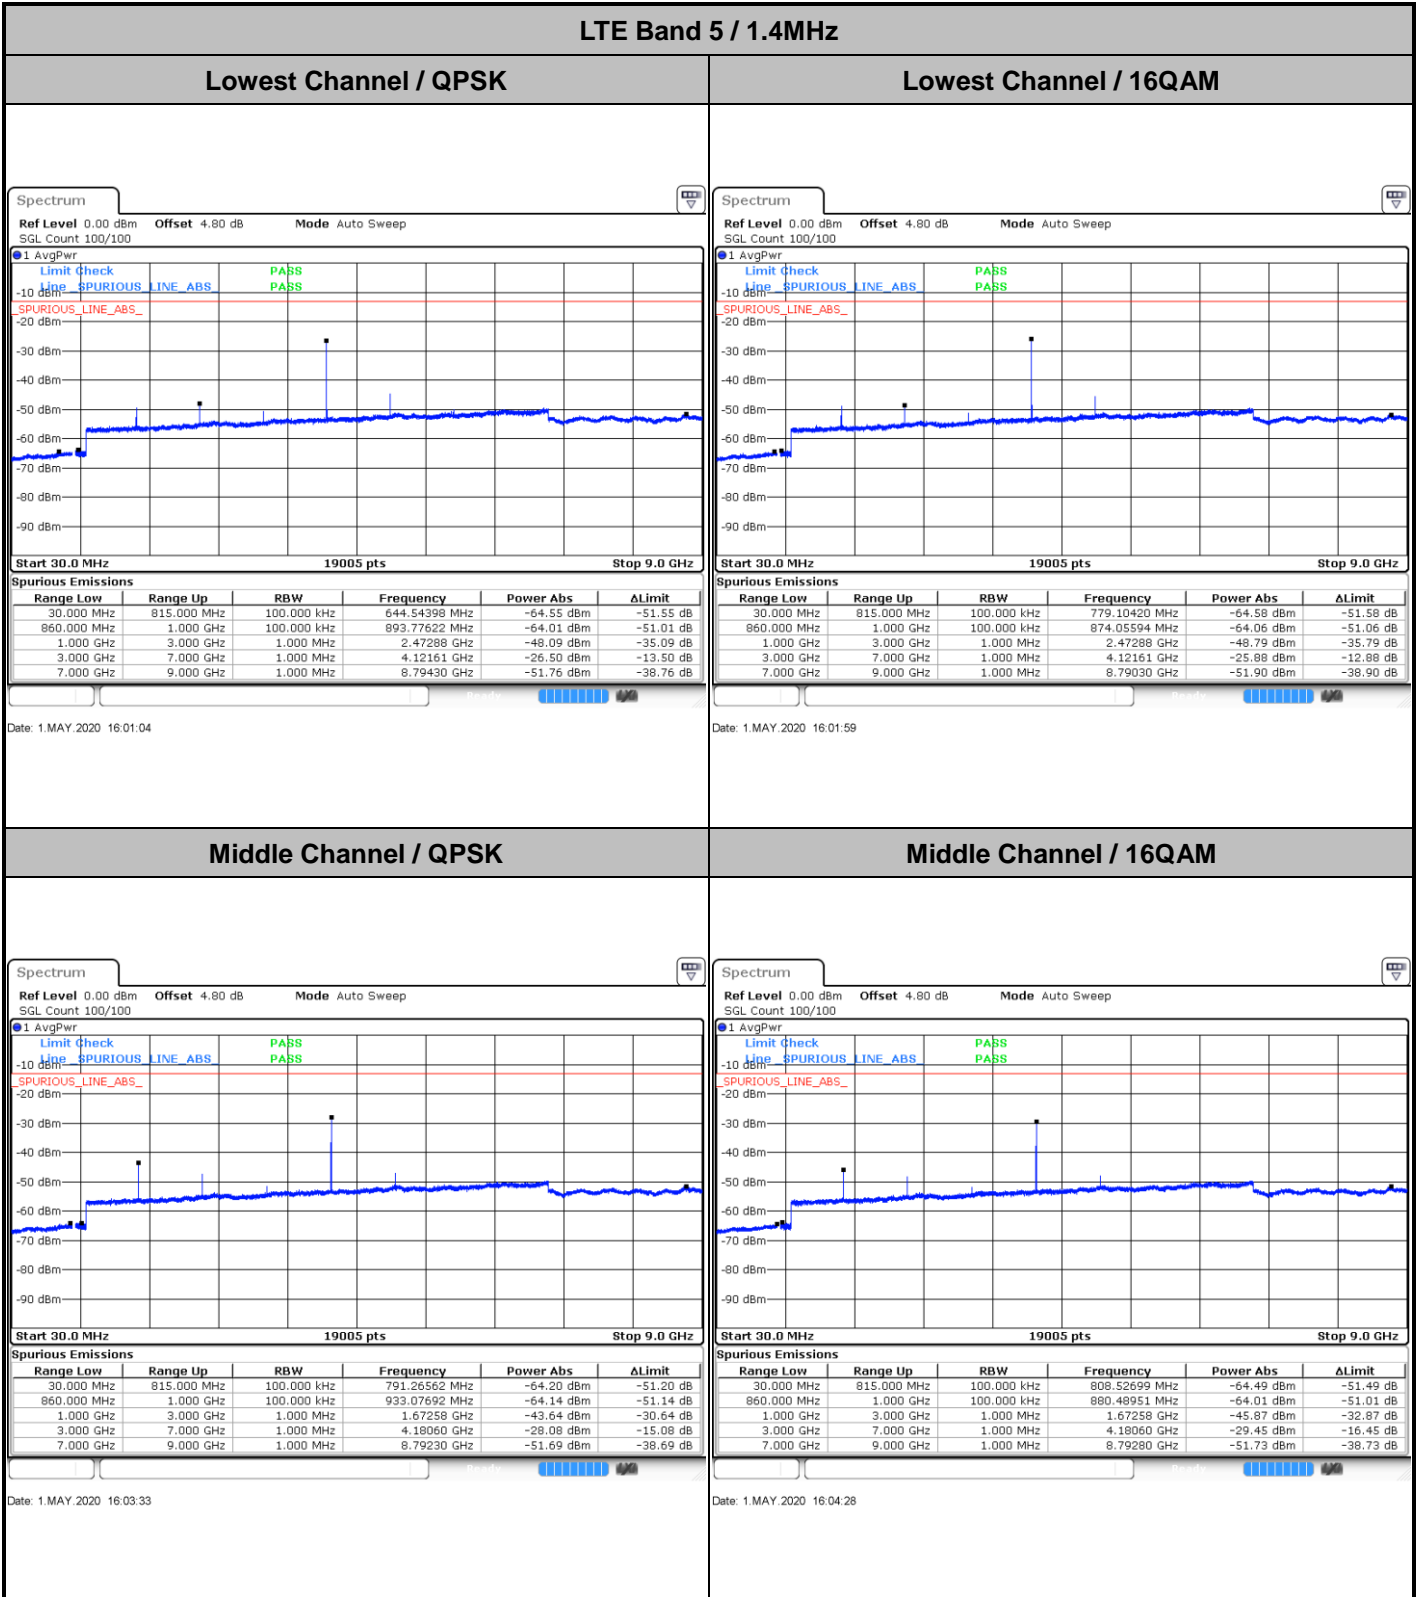 LTE Band 5 / 1.4MHz
Lowest Channel / QPSK
Lowest Channel / 16QAM
Spectrum
Ref Level 0.00 dBm Offset 4.80 dB Mode Auto Sweep
SGL Count 100/100
1 AvgPwr
Limit Check PASS
Line _SPURIOUS_LINE_ABS_ PASS
-10 dBm
_SPURIOUS_LINE_ABS_
-20 dBm
-30 dBm
-40 dBm
-50 dBm
-60 dBm
-70 dBm
-80 dBm
-90 dBm
Start 30.0 MHz 19005 pts Stop 9.0 GHz
Spurious Emissions
Range Low Range Up RBW Frequency Power Abs ΔLimit
30.000 MHz 815.000 MHz 100.000 kHz 644.54398 MHz -64.55 dBm -51.55 dB
860.000 MHz 1.000 GHz 100.000 kHz 893.77622 MHz -64.01 dBm -51.01 dB
1.000 GHz 3.000 GHz 1.000 MHz 2.47288 GHz -48.09 dBm -35.09 dB
3.000 GHz 7.000 GHz 1.000 MHz 4.12161 GHz -26.50 dBm -13.50 dB
7.000 GHz 9.000 GHz 1.000 MHz 8.79430 GHz -51.76 dBm -38.76 dB
Ready
Date: 1.MAY.2020 16:01:04
Spectrum
Ref Level 0.00 dBm Offset 4.80 dB Mode Auto Sweep
SGL Count 100/100
1 AvgPwr
Limit Check PASS
Line _SPURIOUS_LINE_ABS_ PASS
-10 dBm
_SPURIOUS_LINE_ABS_
-20 dBm
-30 dBm
-40 dBm
-50 dBm
-60 dBm
-70 dBm
-80 dBm
-90 dBm
Start 30.0 MHz 19005 pts Stop 9.0 GHz
Spurious Emissions
Range Low Range Up RBW Frequency Power Abs ΔLimit
30.000 MHz 815.000 MHz 100.000 kHz 779.10420 MHz -64.58 dBm -51.58 dB
860.000 MHz 1.000 GHz 100.000 kHz 874.05594 MHz -64.06 dBm -51.06 dB
1.000 GHz 3.000 GHz 1.000 MHz 2.47288 GHz -48.79 dBm -35.79 dB
3.000 GHz 7.000 GHz 1.000 MHz 4.12161 GHz -25.88 dBm -12.88 dB
7.000 GHz 9.000 GHz 1.000 MHz 8.79030 GHz -51.90 dBm -38.90 dB
Ready
Date: 1.MAY.2020 16:01:59
Middle Channel / QPSK
Middle Channel / 16QAM
Spectrum
Ref Level 0.00 dBm Offset 4.80 dB Mode Auto Sweep
SGL Count 100/100
1 AvgPwr
Limit Check PASS
Line _SPURIOUS_LINE_ABS_ PASS
-10 dBm
_SPURIOUS_LINE_ABS_
-20 dBm
-30 dBm
-40 dBm
-50 dBm
-60 dBm
-70 dBm
-80 dBm
-90 dBm
Start 30.0 MHz 19005 pts Stop 9.0 GHz
Spurious Emissions
Range Low Range Up RBW Frequency Power Abs ΔLimit
30.000 MHz 815.000 MHz 100.000 kHz 791.26562 MHz -64.20 dBm -51.20 dB
860.000 MHz 1.000 GHz 100.000 kHz 933.07692 MHz -64.14 dBm -51.14 dB
1.000 GHz 3.000 GHz 1.000 MHz 1.67258 GHz -43.64 dBm -30.64 dB
3.000 GHz 7.000 GHz 1.000 MHz 4.18060 GHz -28.08 dBm -15.08 dB
7.000 GHz 9.000 GHz 1.000 MHz 8.79230 GHz -51.69 dBm -38.69 dB
Ready
Date: 1.MAY.2020 16:03:33
Spectrum
Ref Level 0.00 dBm Offset 4.80 dB Mode Auto Sweep
SGL Count 100/100
1 AvgPwr
Limit Check PASS
Line _SPURIOUS_LINE_ABS_ PASS
-10 dBm
_SPURIOUS_LINE_ABS_
-20 dBm
-30 dBm
-40 dBm
-50 dBm
-60 dBm
-70 dBm
-80 dBm
-90 dBm
Start 30.0 MHz 19005 pts Stop 9.0 GHz
Spurious Emissions
Range Low Range Up RBW Frequency Power Abs ΔLimit
30.000 MHz 815.000 MHz 100.000 kHz 808.52699 MHz -64.49 dBm -51.49 dB
860.000 MHz 1.000 GHz 100.000 kHz 880.48951 MHz -64.01 dBm -51.01 dB
1.000 GHz 3.000 GHz 1.000 MHz 1.67258 GHz -45.87 dBm -32.87 dB
3.000 GHz 7.000 GHz 1.000 MHz 4.18060 GHz -29.45 dBm -16.45 dB
7.000 GHz 9.000 GHz 1.000 MHz 8.79280 GHz -51.73 dBm -38.73 dB
Ready
Date: 1.MAY.2020 16:04:28